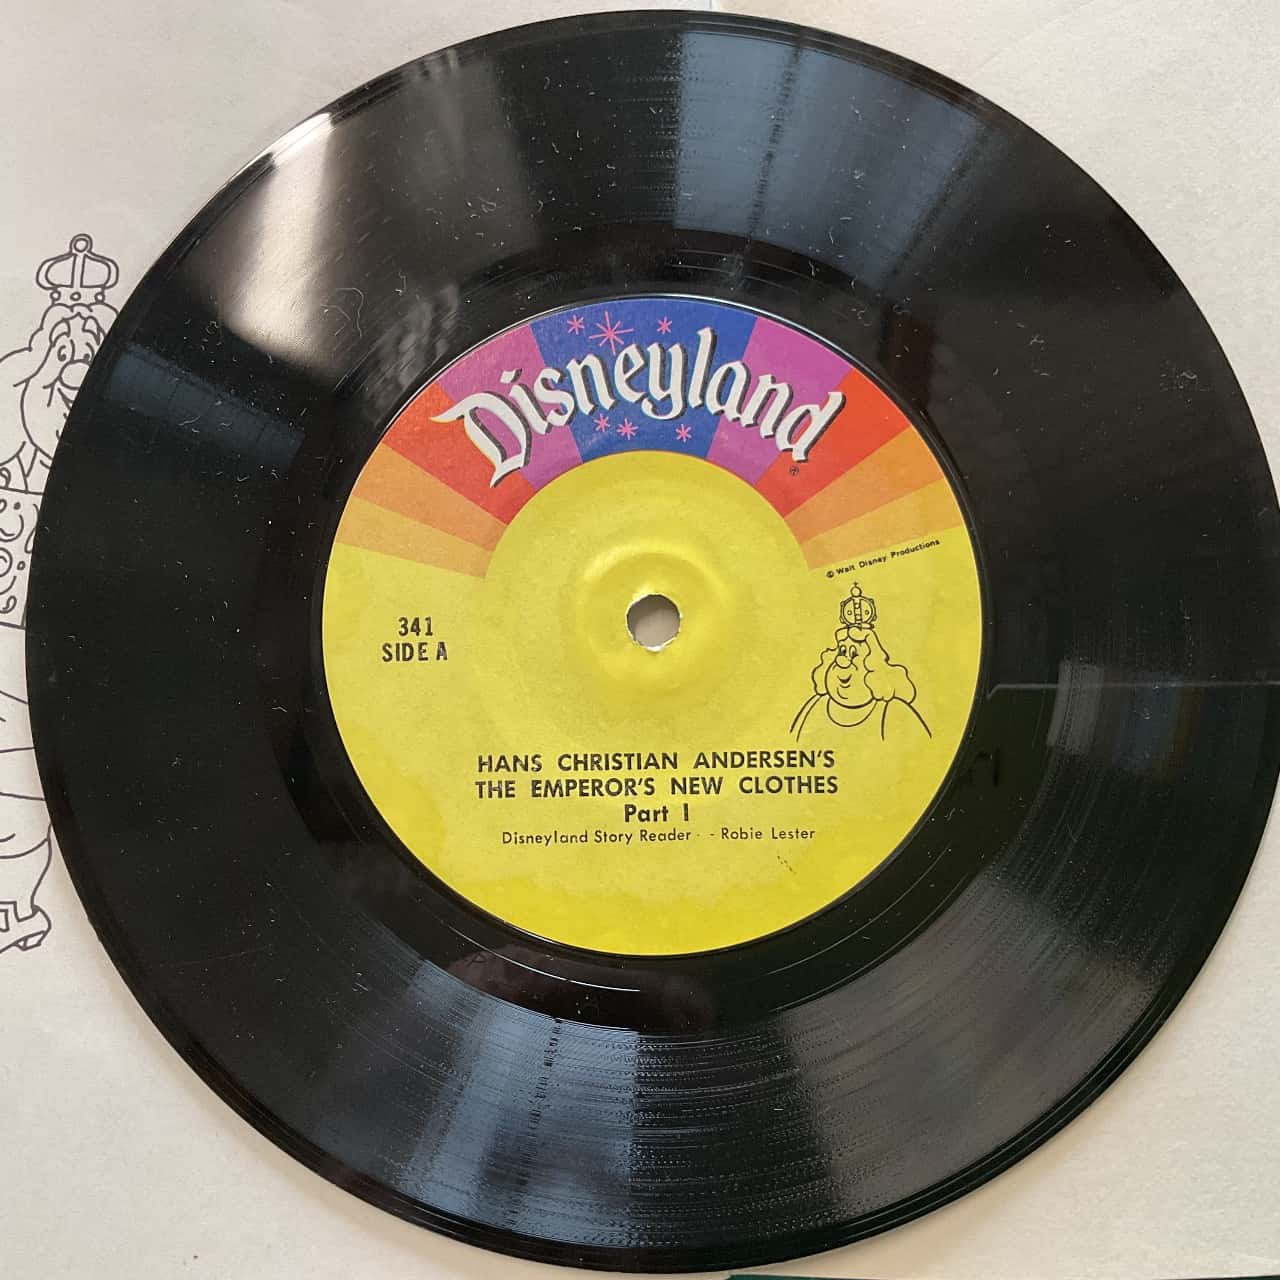 Disneyland
®
© Walt Disney Productions
341
SIDE A
HANS CHRISTIAN ANDERSEN'S
THE EMPEROR'S NEW CLOTHES
Part I
Disneyland Story Reader - - Robie Lester